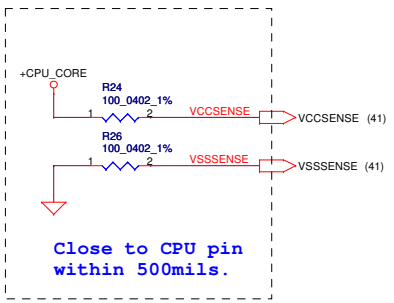 +CPU_CORE
R24
100_0402_1%
1 2 VCCSENSE VCCSENSE (41)
R26
100_0402_1%
1 2 VSSSENSE VSSSENSE (41)
Close to CPU pin
within 500mils.